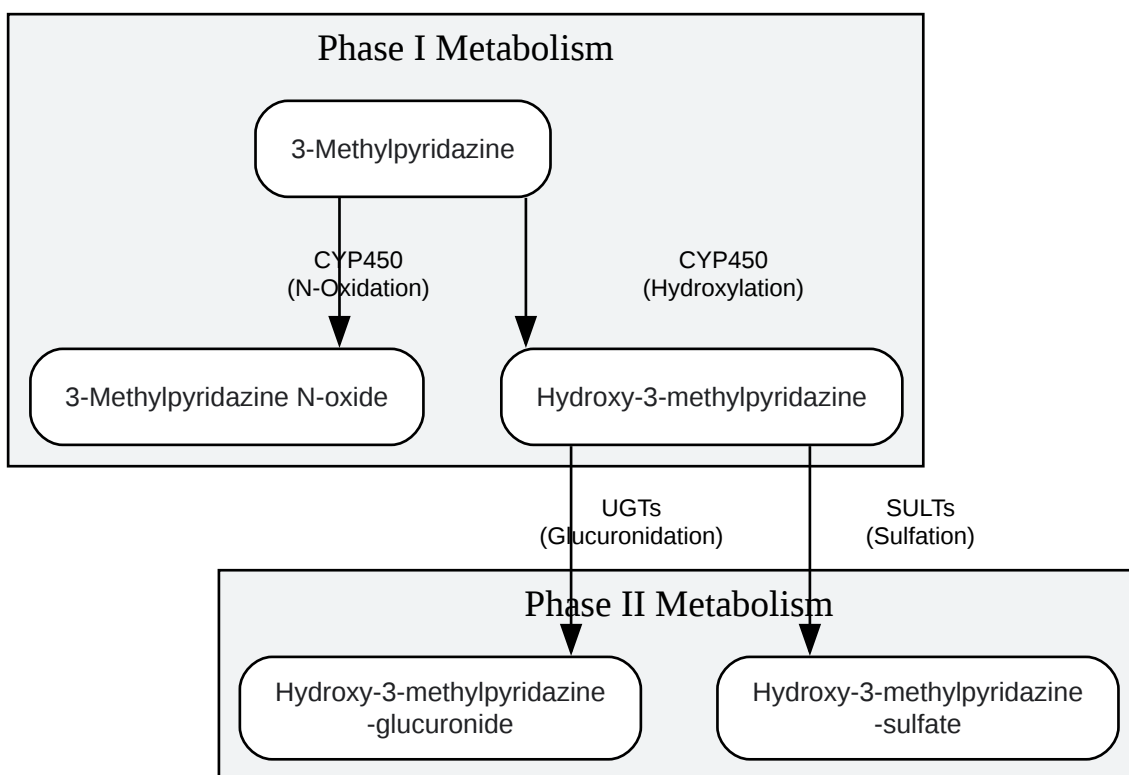 Phase I Metabolism
3-Methylpyridazine
CYP450
(N-Oxidation)
CYP450
(Hydroxylation)
3-Methylpyridazine N-oxide
Hydroxy-3-methylpyridazine
UGTs
(Glucuronidation)
SULTs
(Sulfation)
Phase II Metabolism
Hydroxy-3-methylpyridazine
-glucuronide
Hydroxy-3-methylpyridazine
-sulfate